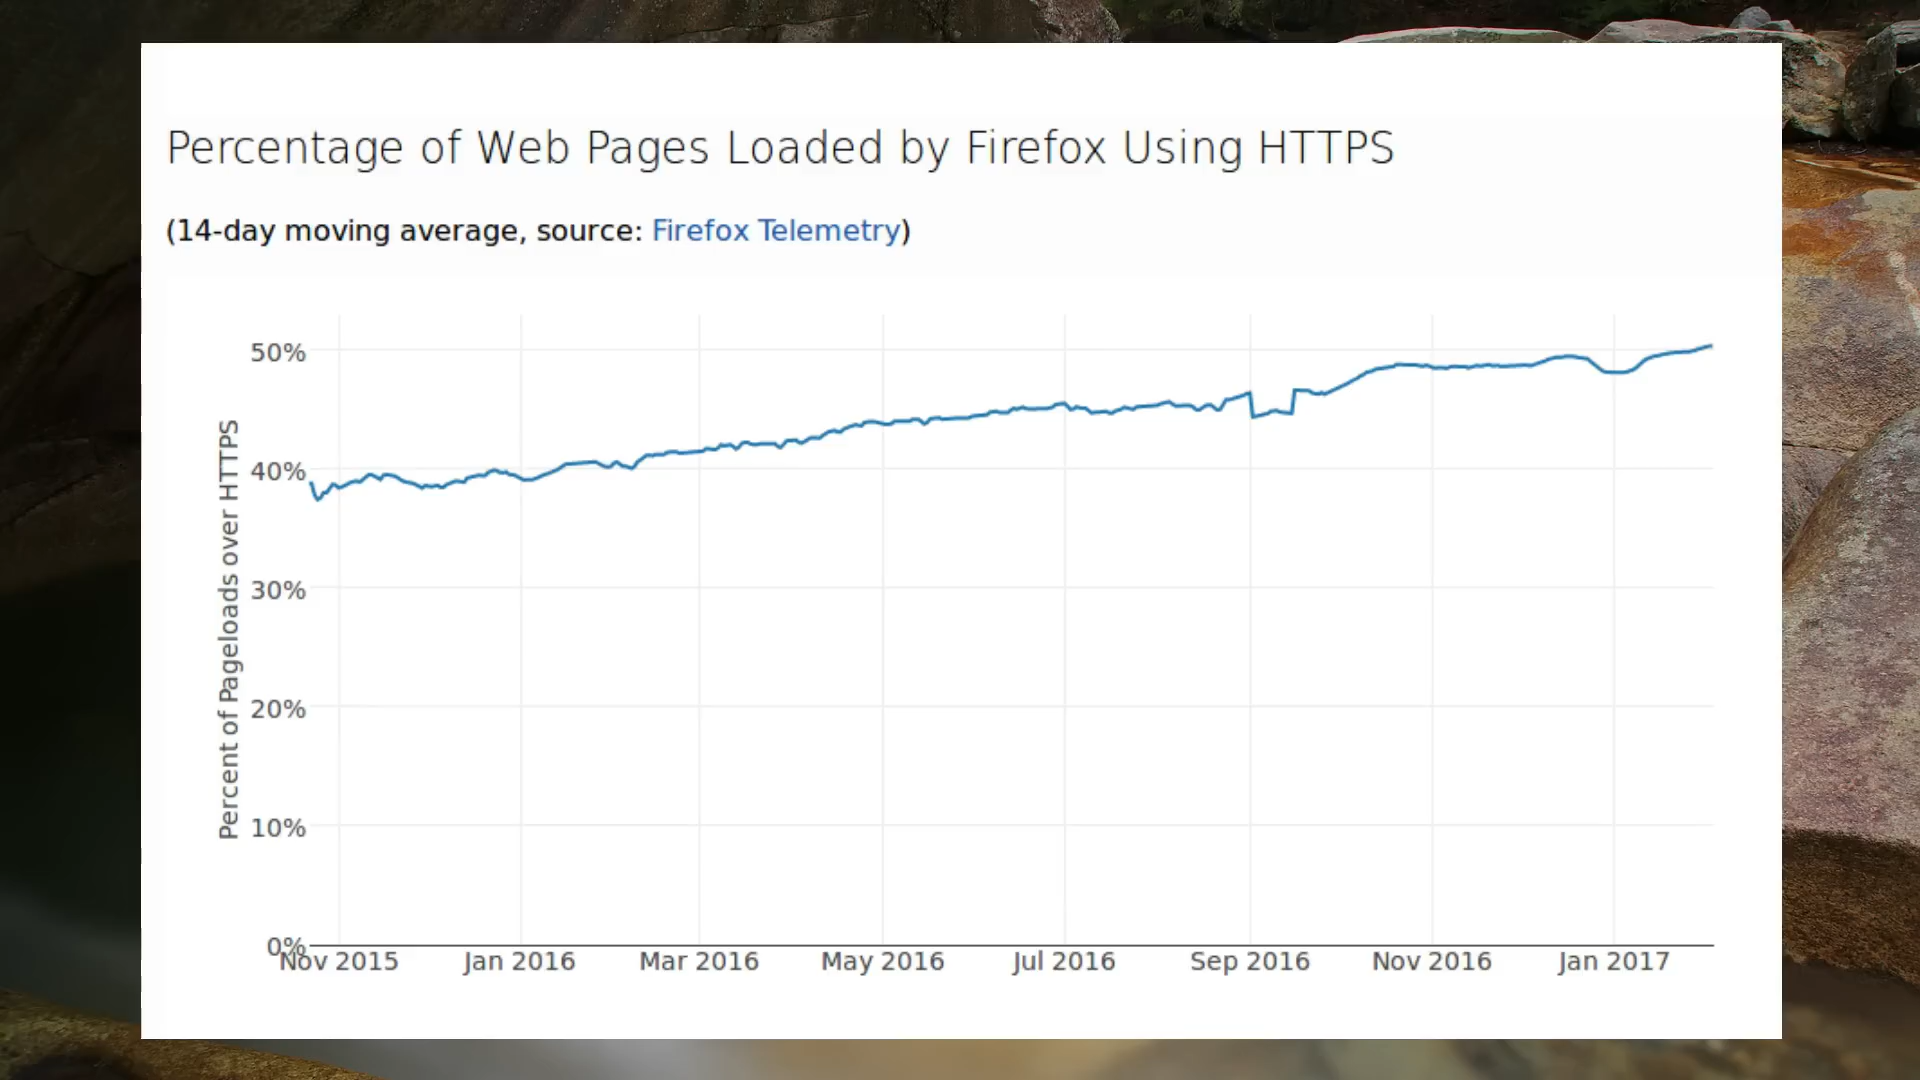 Percentage of Web Pages Loaded by Firefox Using HTTPS
(14-day moving average, source: Firefox Telemetry)
Percent of Pageloads over HTTPS
50%
40%
30%
20%
10%
0%
Nov 2015 Jan 2016 Mar 2016 May 2016 Jul 2016 Sep 2016 Nov 2016 Jan 2017